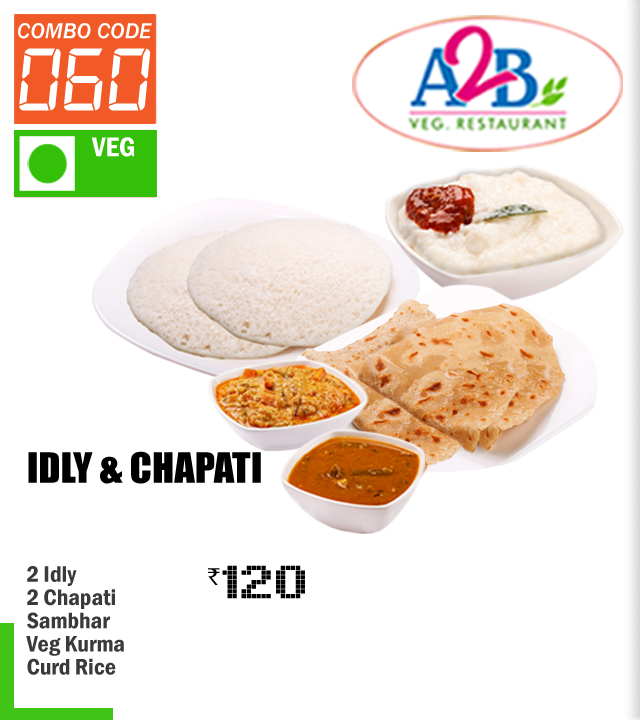 COMBO CODE
060
VEG
A2B
VEG. RESTAURANT
IDLY & CHAPATI
2 Idly
2 Chapati
Sambhar
Veg Kurma
Curd Rice
₹120